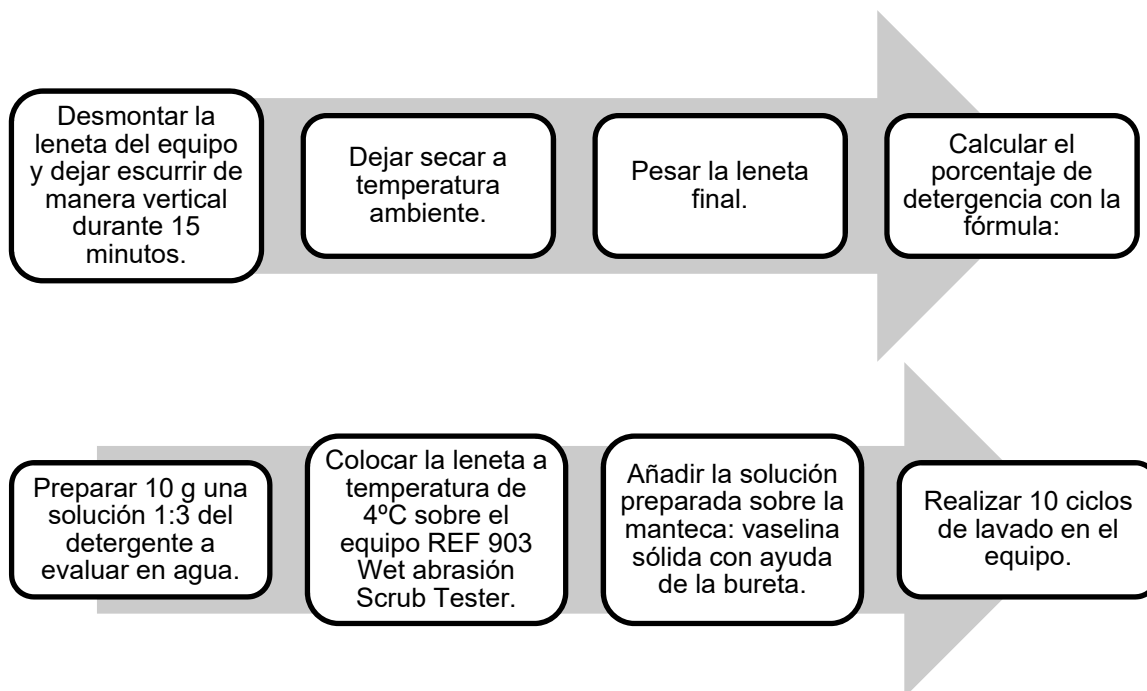 Desmontar la
leneta del equipo
y dejar escurrir de
manera vertical
durante 15
minutos.
Dejar secar a
temperatura
ambiente.
Pesar la leneta
final.
Calcular el
porcentaje de
detergencia con la
fórmula:
Preparar 10 g una
solución 1:3 del
detergente a
evaluar en agua.
Colocar la leneta a
temperatura de
4ºC sobre el
equipo REF 903
Wet abrasión
Scrub Tester.
Añadir la solución
preparada sobre la
manteca: vaselina
sólida con ayuda
de la bureta.
Realizar 10 ciclos
de lavado en el
equipo.